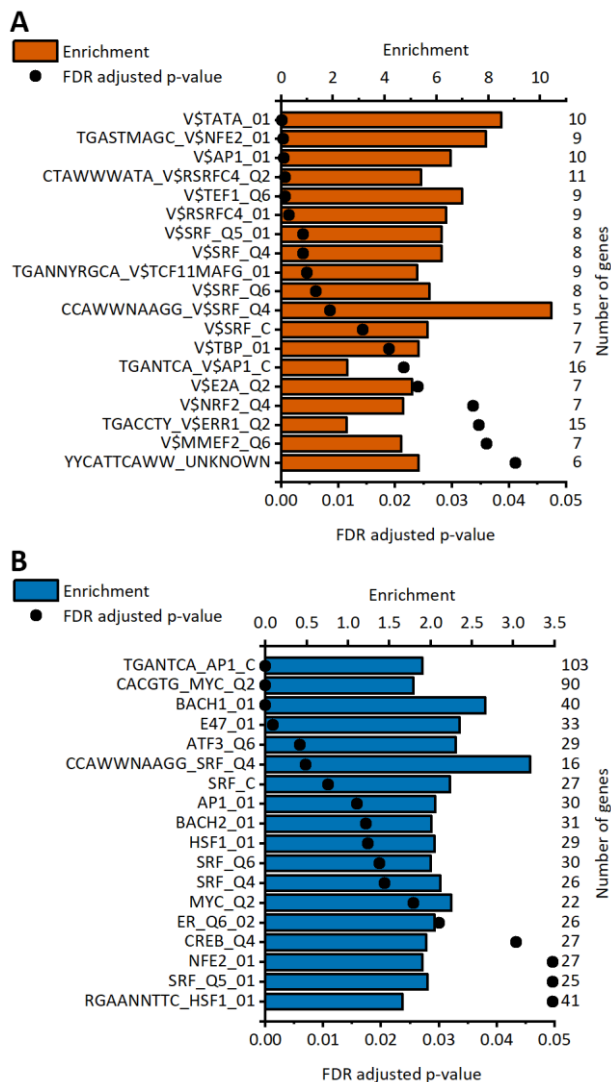 A
Enrichment
FDR adjusted p-value
Enrichment
0 2 4 6 8 10
V$TATA_01 10
TGASTMAGC_V$NFE2_01 9
V$AP1_01 10
CTAWWWATA_V$RSRFC4_Q2 11
V$TEF1_Q6 9
V$RSRFC4_01 9
V$SRF_Q5_01 8
V$SRF_Q4 8
TGANNYRGCA_V$TCF11MAFG_01 9
V$SRF_Q6 8
CCAWWNAAGG_V$SRF_Q4 5
V$SRF_C 7
V$TBP_01 7
TGANTCA_V$AP1_C 16
V$E2A_Q2 7
V$NRF2_Q4 7
TGACCTY_V$ERR1_Q2 15
V$MMEF2_Q6 7
YYCATTCAWW_UNKNOWN 6
Number of genes
0.00 0.01 0.02 0.03 0.04 0.05
FDR adjusted p-value
B
Enrichment
FDR adjusted p-value
Enrichment
0.0 0.5 1.0 1.5 2.0 2.5 3.0 3.5
TGANTCA_AP1_C 103
CACGTG_MYC_Q2 90
BACH1_01 40
E47_01 33
ATF3_Q6 29
CCAWWNAAGG_SRF_Q4 16
SRF_C 27
AP1_01 30
BACH2_01 31
HSF1_01 29
SRF_Q6 30
SRF_Q4 26
MYC_Q2 22
ER_Q6_02 26
CREB_Q4 27
NFE2_01 27
SRF_Q5_01 25
RGAANNTTC_HSF1_01 41
Number of genes
0.00 0.01 0.02 0.03 0.04 0.05
FDR adjusted p-value